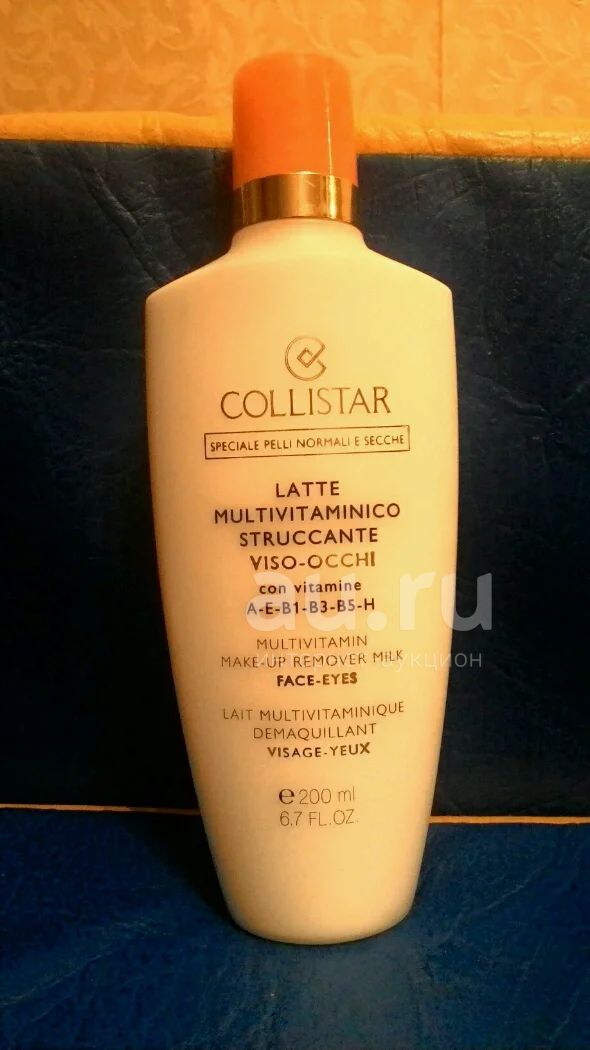 COLLISTAR
SPECIALE PELLI NORMALI E SECCHE
LATTE
MULTIVITAMINICO
STRUCCANTE
VISO-OCCHI
con vitamine
A-E-B1-B3-B5-H
MULTIVITAMIN
MAKE-UP REMOVER MILK
FACE-EYES
LAIT MULTIVITAMINIQUE
DEMAQUILLANT
VISAGE-YEUX
℮ 200 ml
6.7 FL.OZ.
au.ru
интернет-аукцион